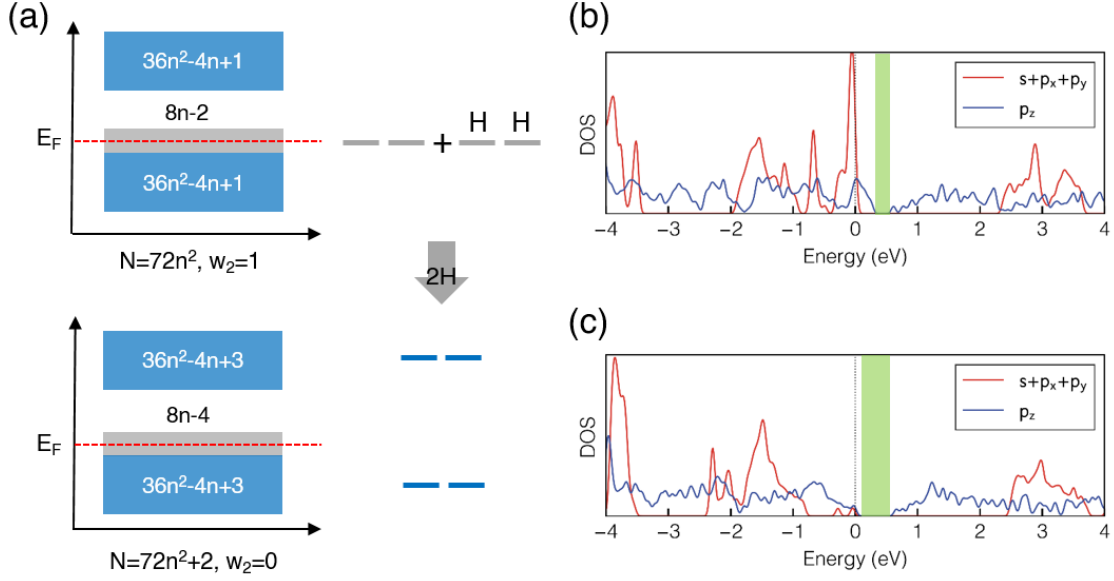 (a)
36n²-4n+1
8n-2
E_F
36n²-4n+1
N=72n², w₂=1
H H
+
2H
36n²-4n+3
8n-4
E_F
36n²-4n+3
N=72n²+2, w₂=0
(b)
DOS
s+pₓ+p_y
p_z
−4 −3 −2 −1 0 1 2 3 4
Energy (eV)
(c)
DOS
s+pₓ+p_y
p_z
−4 −3 −2 −1 0 1 2 3 4
Energy (eV)